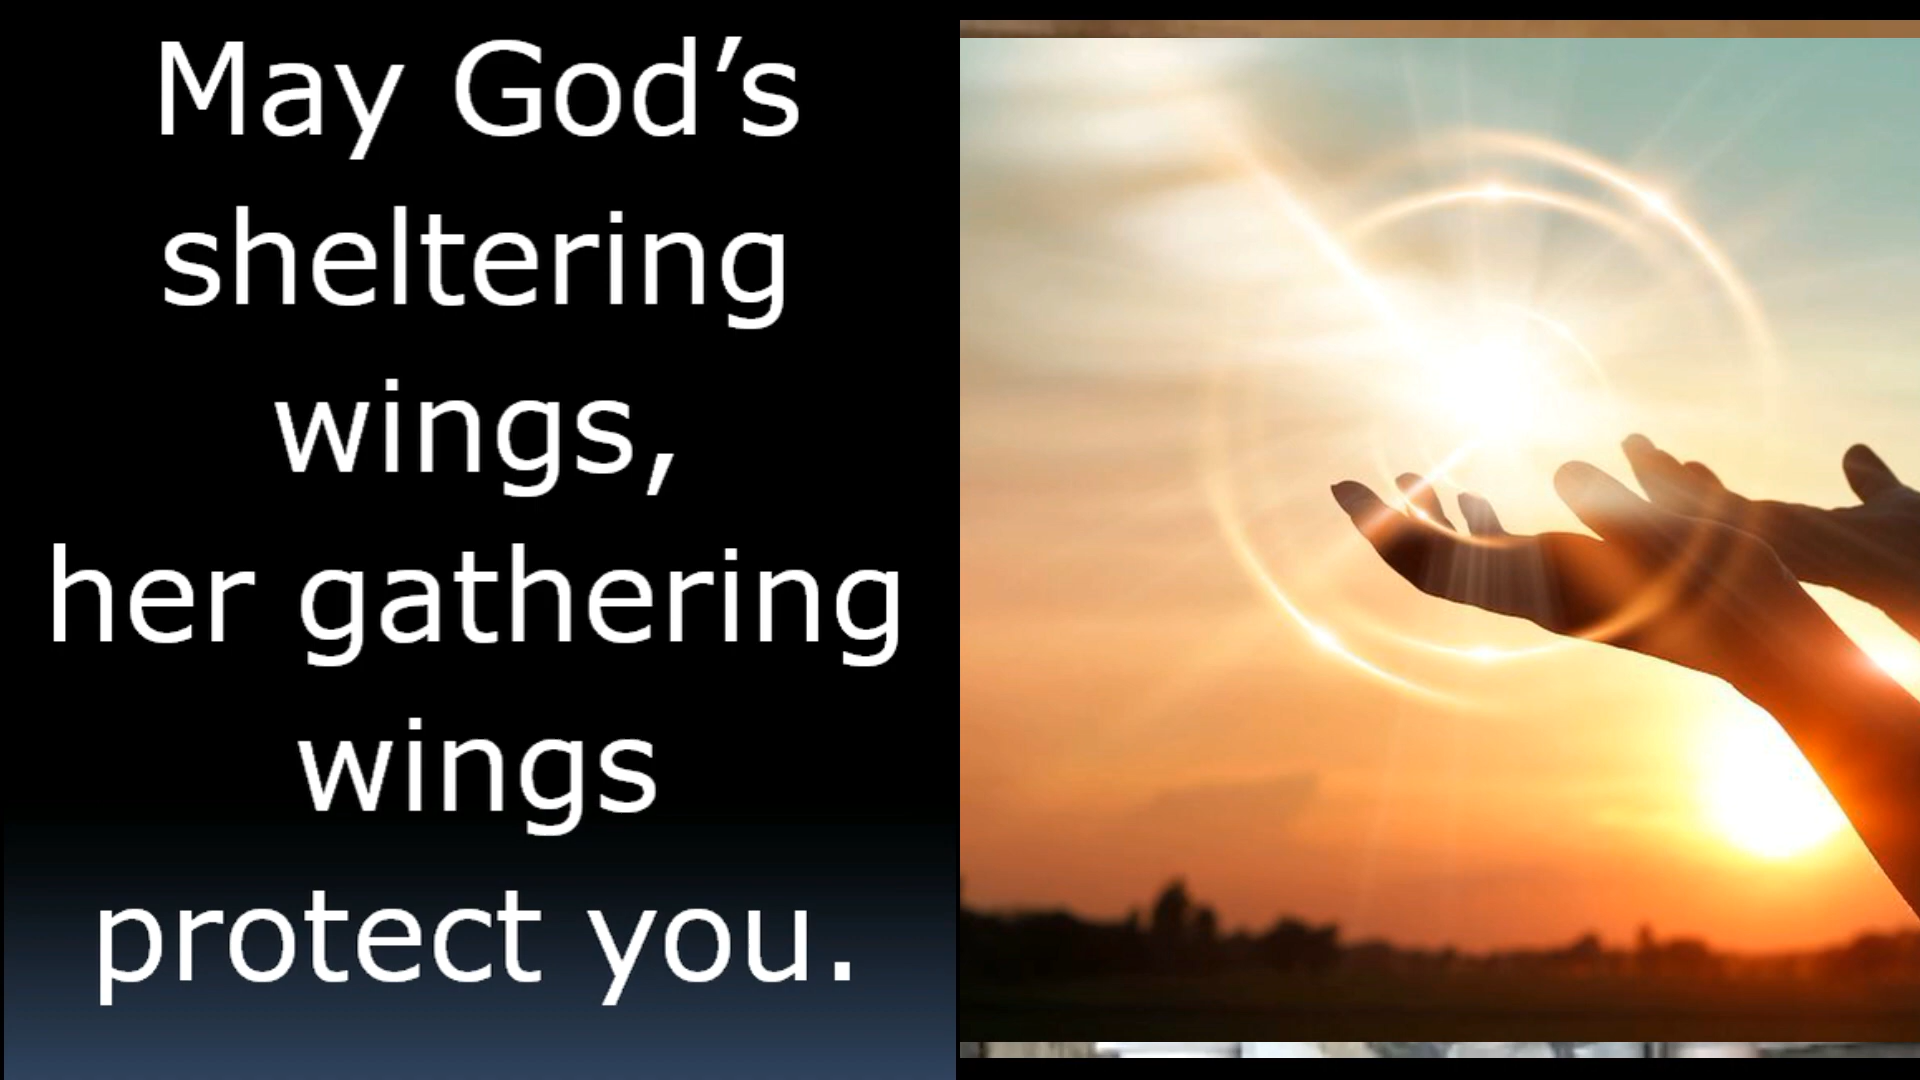 May God’s
sheltering
wings,
her gathering
wings
protect you.